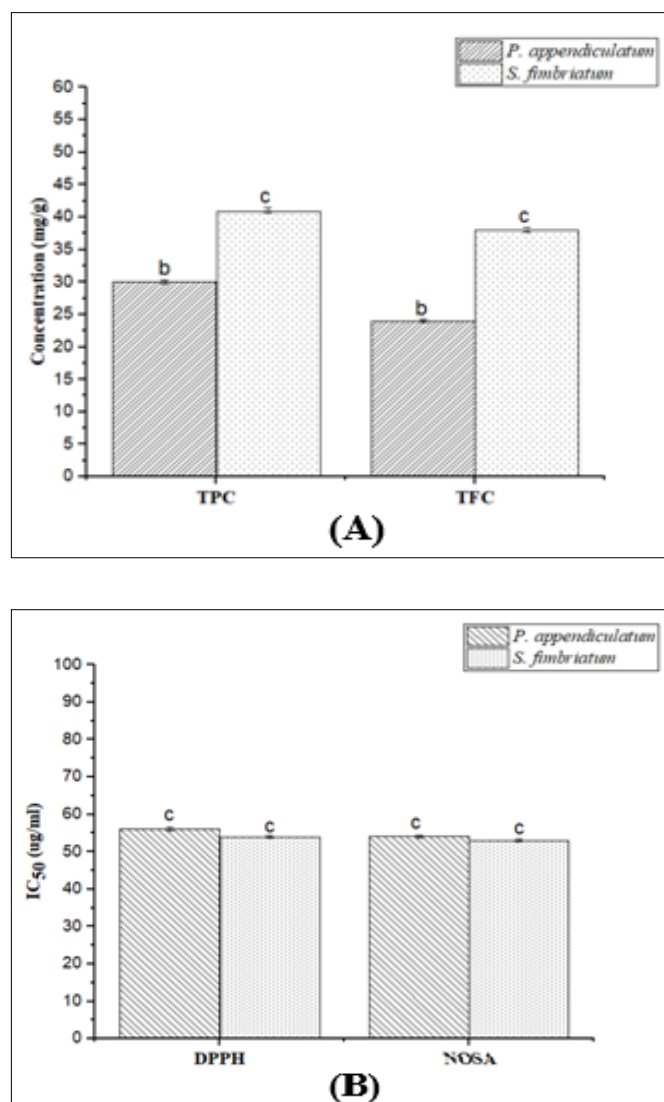 P. appendiculatum
S. fimbriatum
60
55
50
45
40
35
30
25
20
15
10
5
0
Concentration (mg/g)
b
c
b
c
TPC
TFC
(A)
P. appendiculatum
S. fimbriatum
100
90
80
70
60
50
40
30
20
10
0
IC50 (ug/ml)
c
c
c
c
DPPH
NOSA
(B)